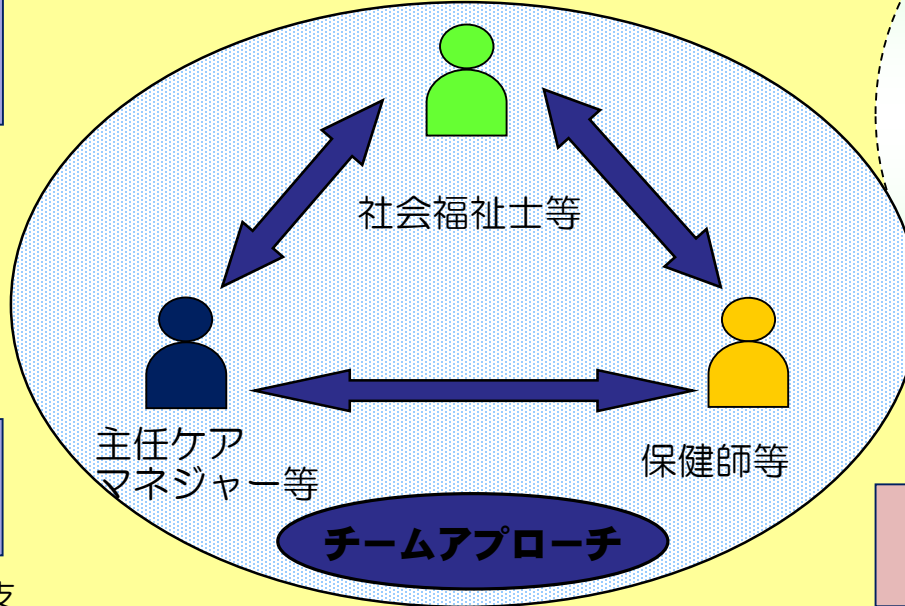 社会福祉士等
主任ケア
マネジャー等
保健師等
チームアプローチ
支